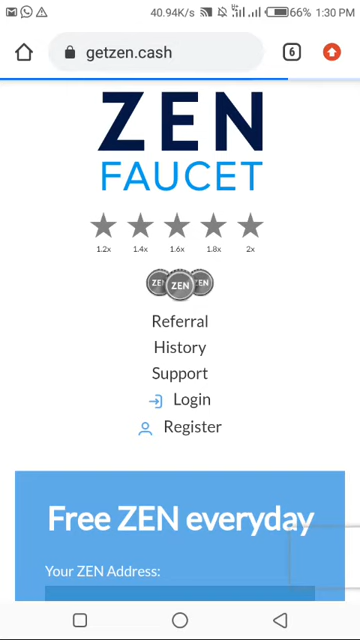 40.94K/s 66% 1:30 PM
getzen.cash 6
ZEN
FAUCET
1.2x 1.4x 1.6x 1.8x 2x
ZEN ZEN ZEN
Referral
History
Support
Login
Register
Free ZEN everyday
Your ZEN Address: